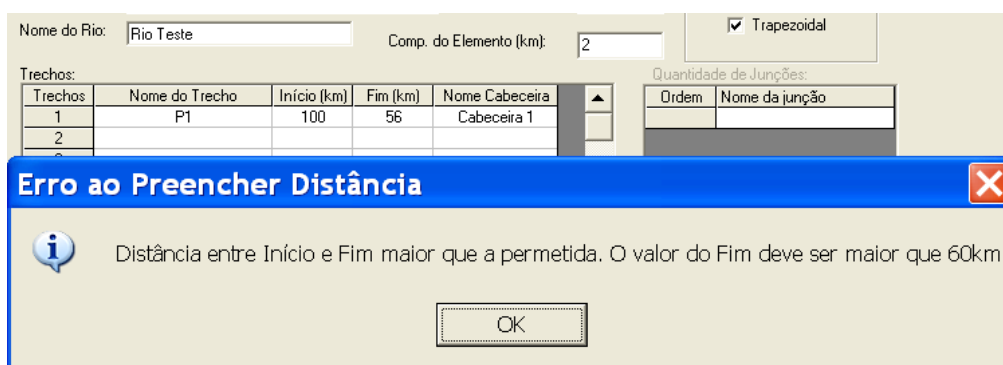 Nome do Rio: Rio Teste Comp. do Elemento (km): 2 Trapezoidal
Trechos: Quantidade de Junções:
Trechos Nome do Trecho Início (km) Fim (km) Nome Cabeceira Ordem Nome da junção
1 P1 100 56 Cabeceira 1
2
Erro ao Preencher Distância
Distância entre Início e Fim maior que a permetida. O valor do Fim deve ser maior que 60km
OK